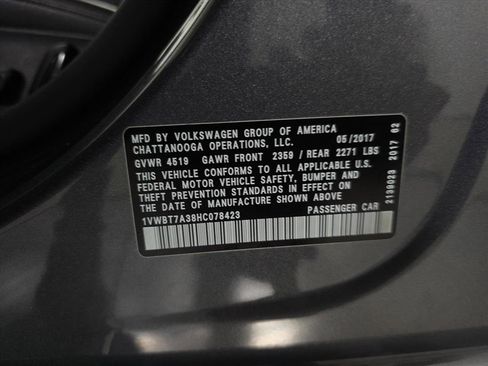 MFD BY VOLKSWAGEN GROUP OF AMERICA
CHATTANOOGA OPERATIONS, LLC. 05/2017
GVWR 4519 GAWR FRONT 2359 / REAR 2271 LBS
THIS VEHICLE CONFORMS TO ALL APPLICABLE U.S.
FEDERAL MOTOR VEHICLE SAFETY, BUMPER AND
THEFT PREVENTION STANDARDS IN EFFECT ON
THE DATE OF MANUFACTURE SHOWN ABOVE
1VWBT7A38HC078423 PASSENGER CAR
2139023 2017 62